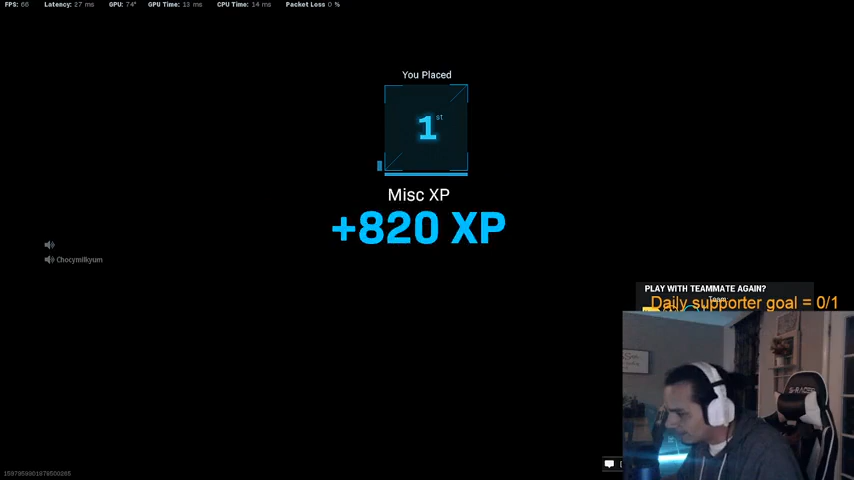 FPS: 66 Latency: 27 ms GPU: 74° GPU Time: 13 ms CPU Time: 14 ms Packet Loss 0 %
You Placed
1st
Misc XP
+820 XP
Chocymilkyum
PLAY WITH TEAMMATE AGAIN?
Daily supporter goal = 0/1